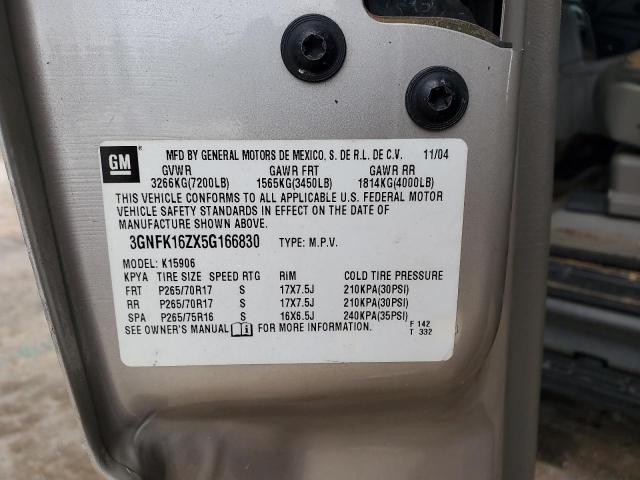 GM MFD BY GENERAL MOTORS DE MEXICO, S. DE R.L. DE C.V. 11/04
GVWR GAWR FRT GAWR RR
3266KG(7200LB) 1565KG(3450LB) 1814KG(4000LB)
THIS VEHICLE CONFORMS TO ALL APPLICABLE U.S. FEDERAL MOTOR
VEHICLE SAFETY STANDARDS IN EFFECT ON THE DATE OF
MANUFACTURE SHOWN ABOVE.
3GNFK16ZX5G166830 TYPE: M.P.V.
MODEL: K15906
KPYA TIRE SIZE SPEED RTG RIM COLD TIRE PRESSURE
FRT P265/70R17 S 17X7.5J 210KPA(30PSI)
RR P265/70R17 S 17X7.5J 210KPA(30PSI)
SPA P265/75R16 S 16X6.5J 240KPA(35PSI)
SEE OWNER'S MANUAL FOR MORE INFORMATION. F 142
T 332